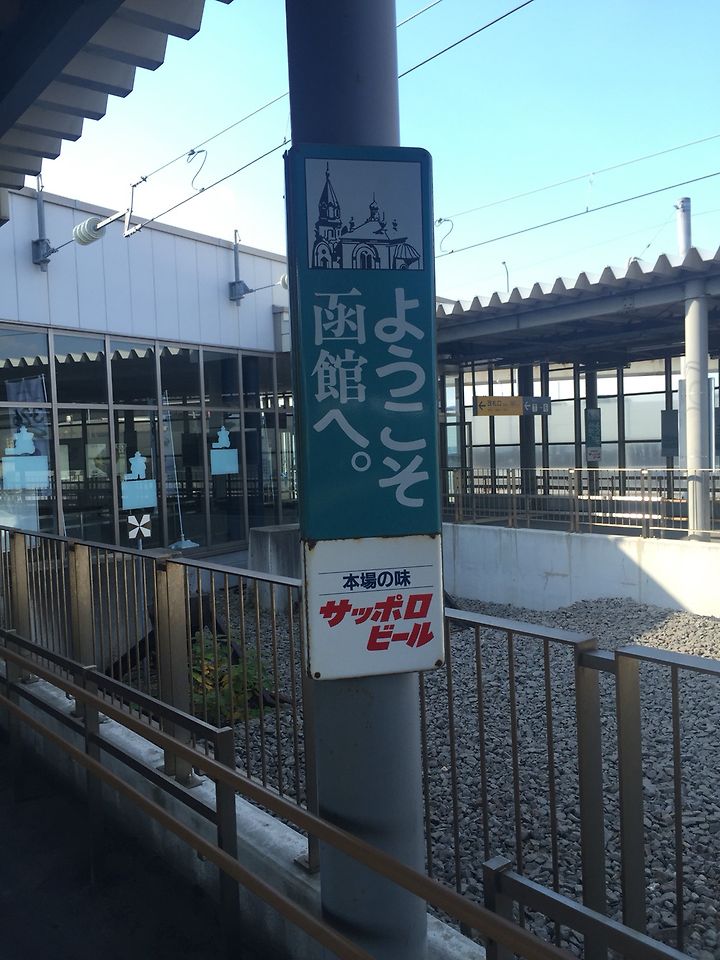 ようこそ
函館へ。
本場の味
サッポロ
ビール